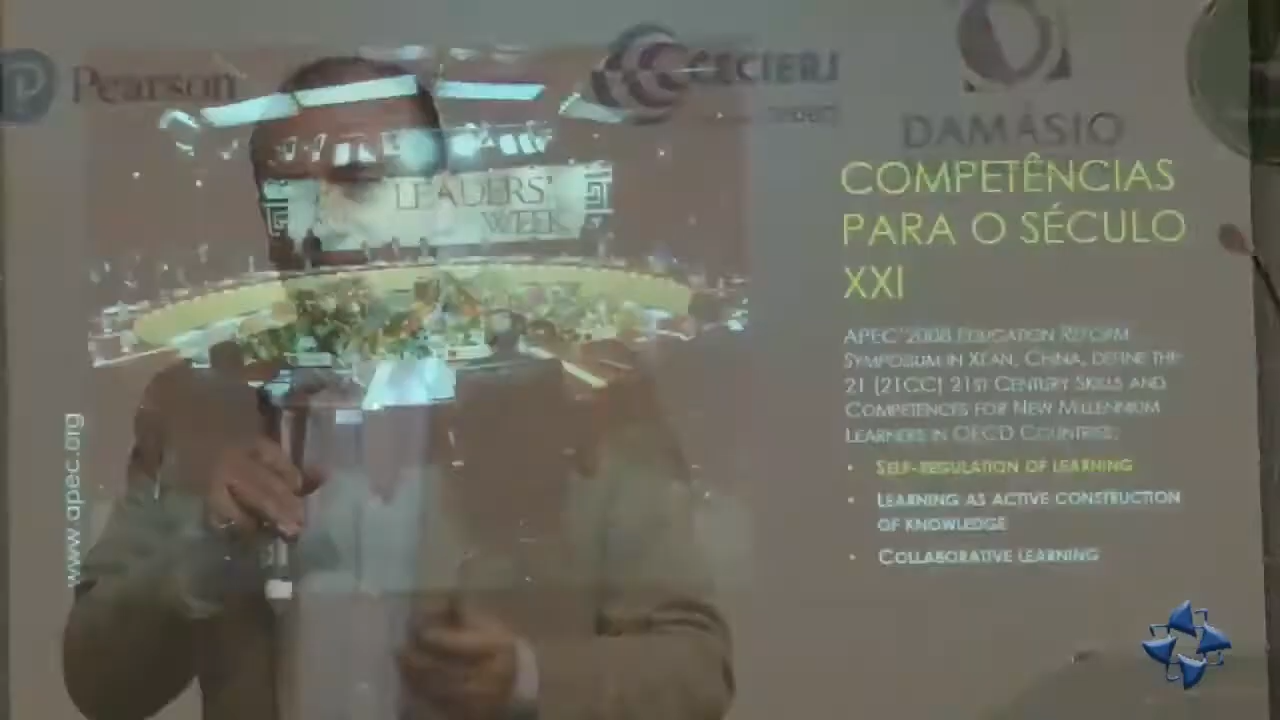 Pearson
CECIERJ
DAMÁSIO
LEADERS'
WEEK
COMPETÊNCIAS
PARA O SÉCULO
XXI
APEC'2008 EDUCATION REFORM
SYMPOSIUM IN XI'AN, CHINA, DEFINE THE
21 (21CC) 21ST CENTURY SKILLS AND
COMPETENCES FOR NEW MILLENNIUM
LEARNERS IN OECD COUNTRIES:
• SELF-REGULATION OF LEARNING
• LEARNING AS ACTIVE CONSTRUCTION
OF KNOWLEDGE
• COLLABORATIVE LEARNING
www.apec.org